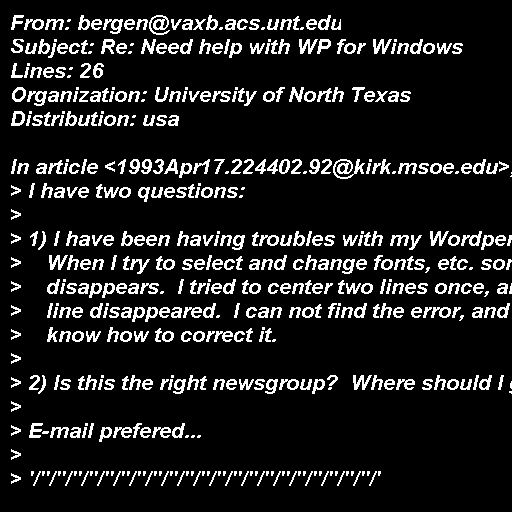 From: bergen@vaxb.acs.unt.edu
Subject: Re: Need help with WP for Windows
Lines: 26
Organization: University of North Texas
Distribution: usa

In article <1993Apr17.224402.92@kirk.msoe.edu>,
> I have two questions:
>
> 1) I have been having troubles with my Wordper
>    When I try to select and change fonts, etc. som
>    disappears.  I tried to center two lines once, an
>    line disappeared.  I can not find the error, and
>    know how to correct it.
>
> 2) Is this the right newsgroup?  Where should I g
>
> E-mail prefered...
>
> '/'/'/'/'/'/'/'/'/'/'/'/'/'/'/'/'/'/'/'/'/'/'